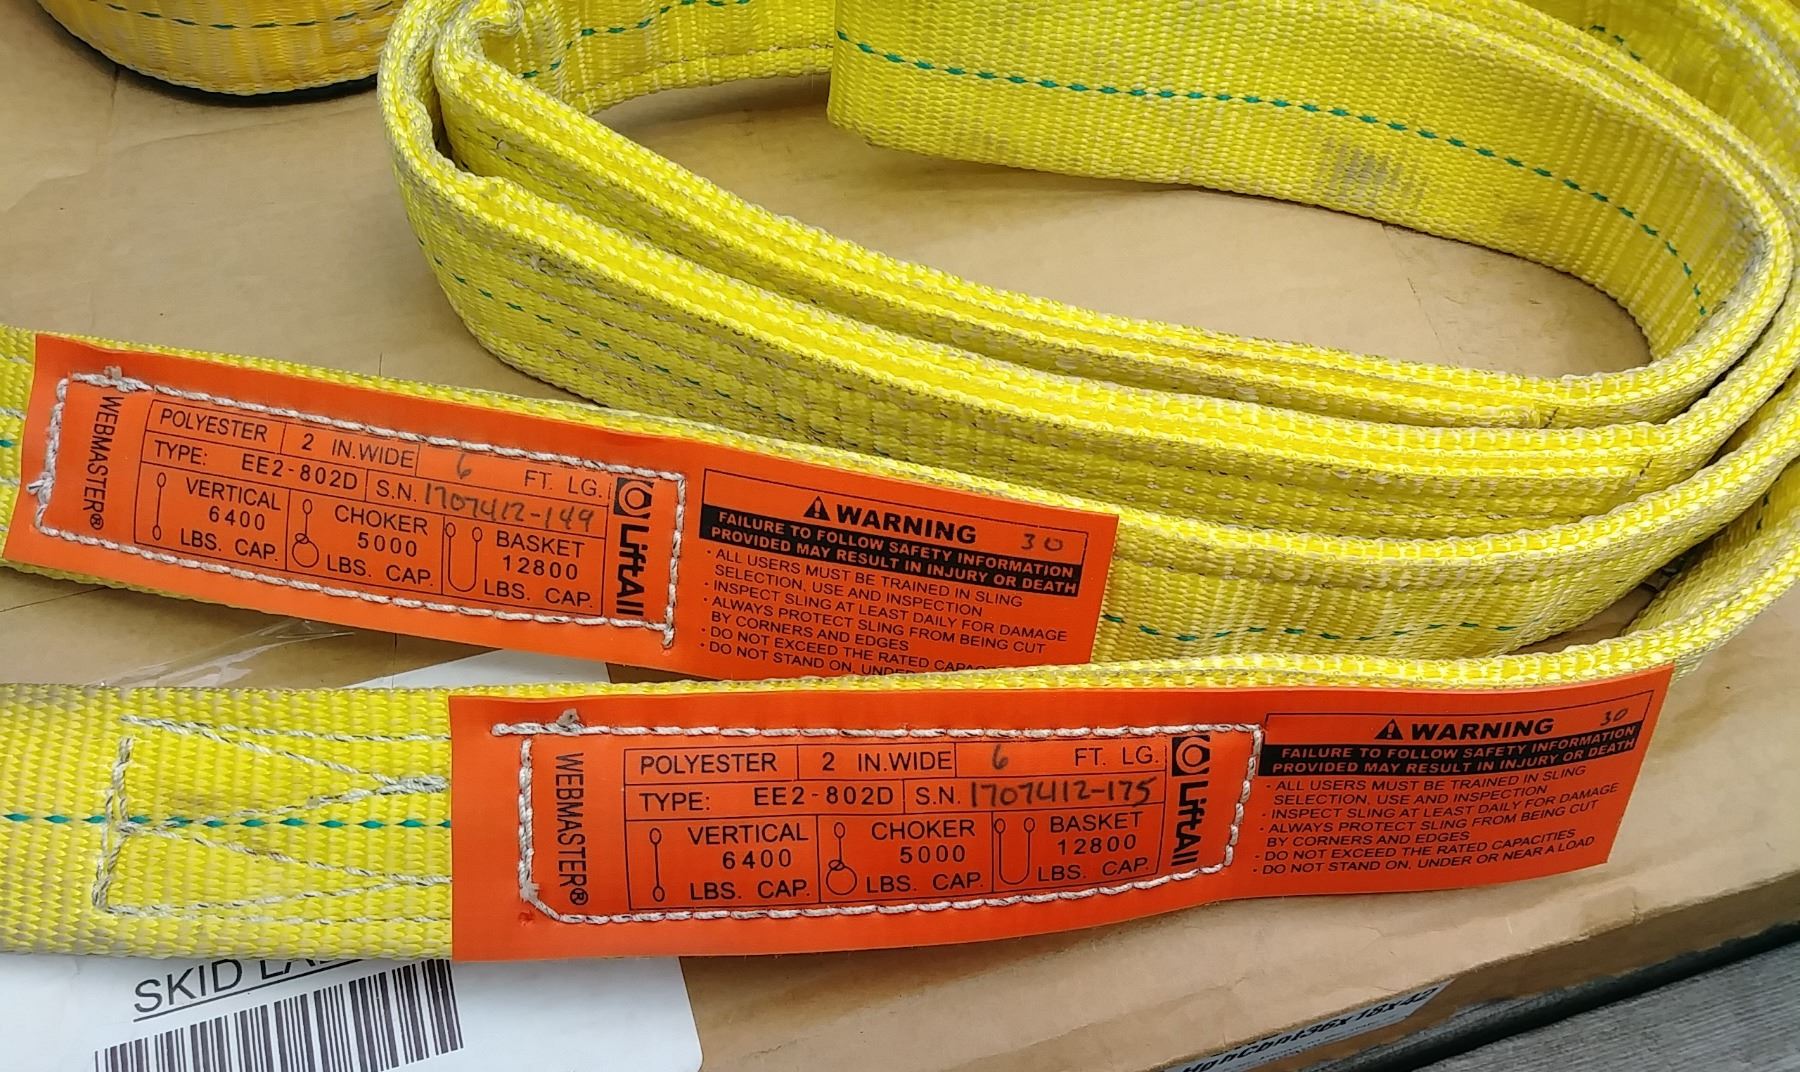 WEBMASTER®
POLYESTER 2 IN.WIDE 6 FT. LG.
TYPE: EE2-802D S.N. 1707412-149
VERTICAL
6400
LBS. CAP.
CHOKER
5000
LBS. CAP.
BASKET
12800
LBS. CAP.
LiftAll
WARNING 30
FAILURE TO FOLLOW SAFETY INFORMATION
PROVIDED MAY RESULT IN INJURY OR DEATH
· ALL USERS MUST BE TRAINED IN SLING
SELECTION, USE AND INSPECTION
· INSPECT SLING AT LEAST DAILY FOR DAMAGE
· ALWAYS PROTECT SLING FROM BEING CUT
BY CORNERS AND EDGES
· DO NOT EXCEED THE RATED
· DO NOT STAND ON,
WEBMASTER®
POLYESTER 2 IN.WIDE 6 FT. LG.
TYPE: EE2-802D S.N. 1707412-175
VERTICAL
6400
LBS. CAP.
CHOKER
5000
LBS. CAP.
BASKET
12800
LBS. CAP.
LiftAll
WARNING 30
FAILURE TO FOLLOW SAFETY INFORMATION
PROVIDED MAY RESULT IN INJURY OR DEATH
· ALL USERS MUST BE TRAINED IN SLING
SELECTION, USE AND INSPECTION
· INSPECT SLING AT LEAST DAILY FOR DAMAGE
· ALWAYS PROTECT SLING FROM BEING CUT
BY CORNERS AND EDGES
· DO NOT EXCEED THE RATED CAPACITIES
· DO NOT STAND ON, UNDER OR NEAR A LOAD
SKID